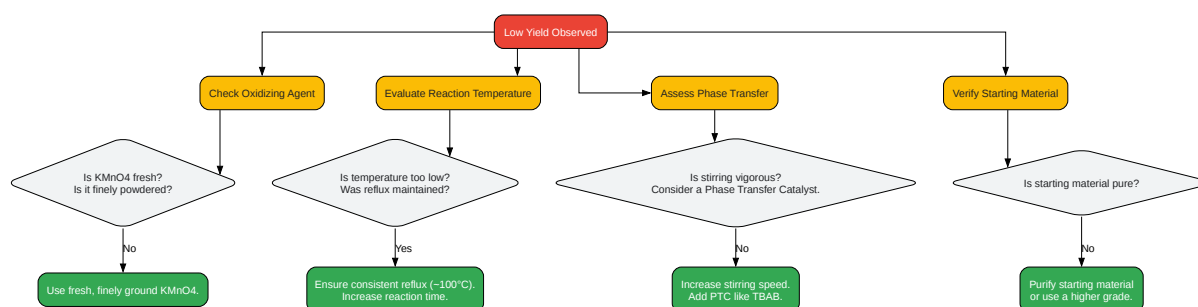 Low Yield Observed
Check Oxidizing Agent
Evaluate Reaction Temperature
Assess Phase Transfer
Verify Starting Material
Is KMnO4 fresh?
Is it finely powdered?
Is temperature too low?
Was reflux maintained?
Is stirring vigorous?
Consider a Phase Transfer Catalyst.
Is starting material pure?
No
Yes
No
No
Use fresh, finely ground KMnO4.
Ensure consistent reflux (~100°C).
Increase reaction time.
Increase stirring speed.
Add PTC like TBAB.
Purify starting material
or use a higher grade.